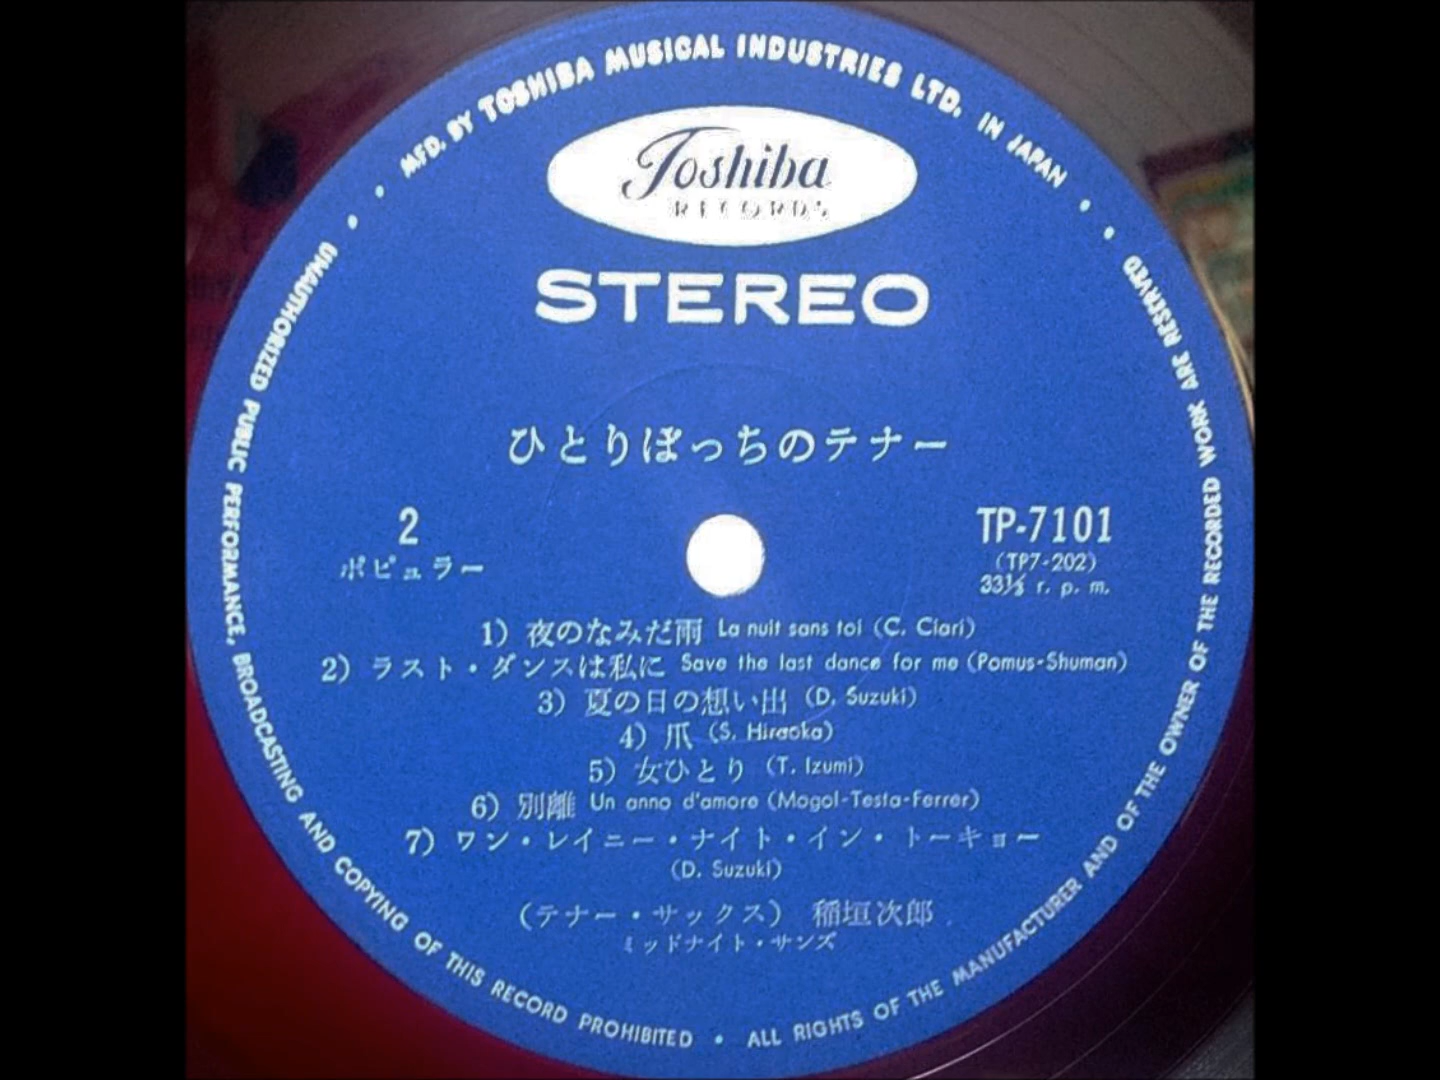 MFD. BY TOSHIBA MUSICAL INDUSTRIES LTD. IN JAPAN
Toshiba
RECORDS
STEREO
ひとりぼっちのテナー
2
ポピュラー
TP-7101
(TP7-202)
33⅓ r. p. m.
1) 夜のなみだ雨 La nuit sans toi (C. Ciari)
2) ラスト・ダンスは私に Save the last dance for me (Pomus-Shuman)
3) 夏の日の想い出 (D. Suzuki)
4) 爪 (S. Hiraoka)
5) 女ひとり (T. Izumi)
6) 別離 Un anno d'amore (Mogol-Testa-Ferrer)
7) ワン・レイニー・ナイト・イン・トーキョー
(D. Suzuki)
(テナー・サックス) 稲垣次郎
ミッドナイト・サンズ
UNAUTHORIZED PUBLIC PERFORMANCE, BROADCASTING AND COPYING OF THIS RECORD PROHIBITED • ALL RIGHTS OF THE MANUFACTURER AND OF THE OWNER OF THE RECORDED WORK ARE RESERVED